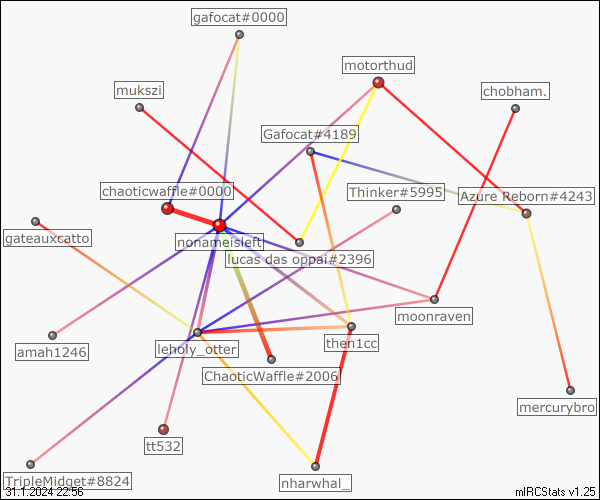 gafocat#0000
motorthud
mukszi
chobham.
Gafocat#4189
chaoticwaffle#0000
Thinker#5995
Azure Reborn#4243
gateauxcatto
nonameisleft
lucas das oppai#2396
moonraven
amah1246
leholy_otter
then1cc
ChaoticWaffle#2006
mercurybro
tt532
TripleMidget#8824
nharwhal_
31.1.2024 22:56
mIRCStats v1.25